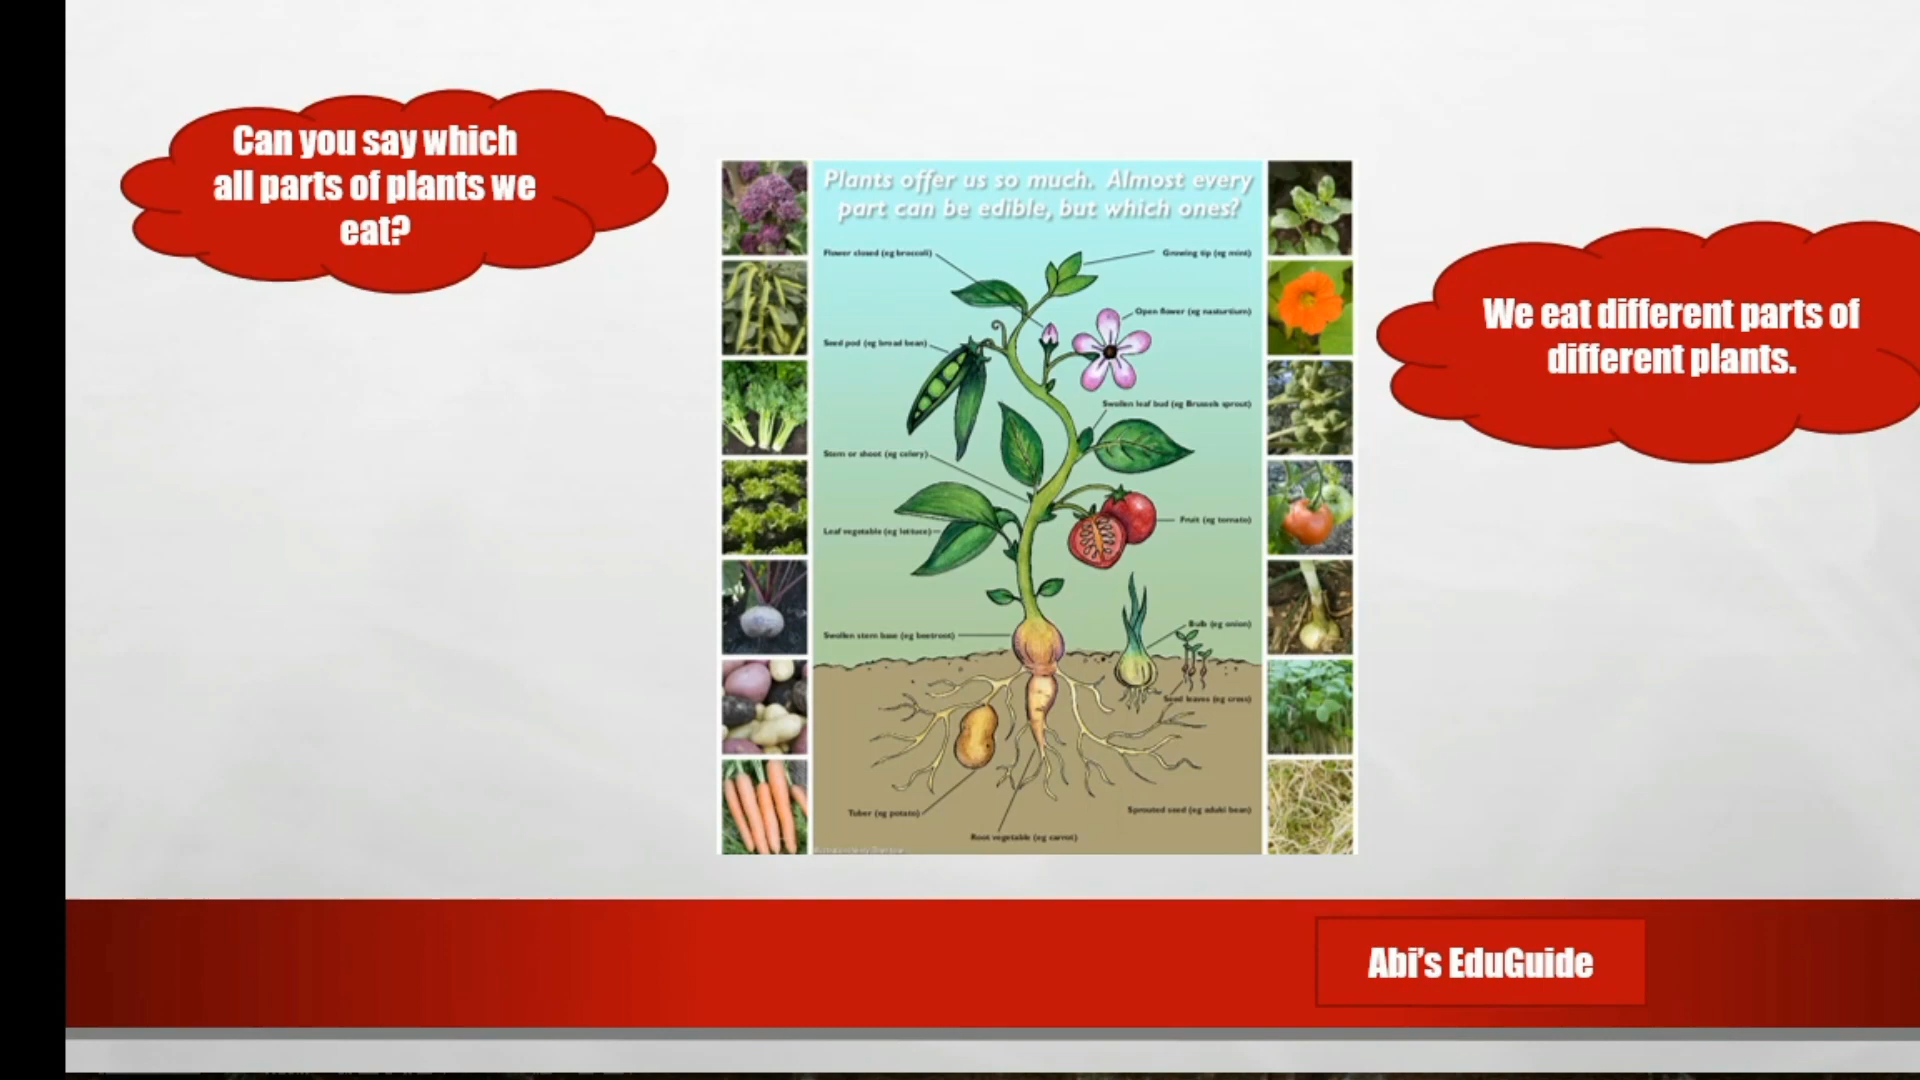 Can you say which
all parts of plants we
eat?
Plants offer us so much. Almost every
part can be edible, but which ones?
Flower closed (eg broccoli)
Growing tip (eg mint)
Open flower (eg nasturtium)
Seed pod (eg broad bean)
Swollen leaf bud (eg Brussels sprout)
Stem or shoot (eg celery)
Fruit (eg tomato)
Leaf vegetable (eg lettuce)
Bulb (eg onion)
Swollen stem base (eg beetroot)
Seed leaves (eg cress)
Tuber (eg potato)
Sprouted seed (eg aduki bean)
Root vegetable (eg carrot)
We eat different parts of
different plants.
Abi's EduGuide